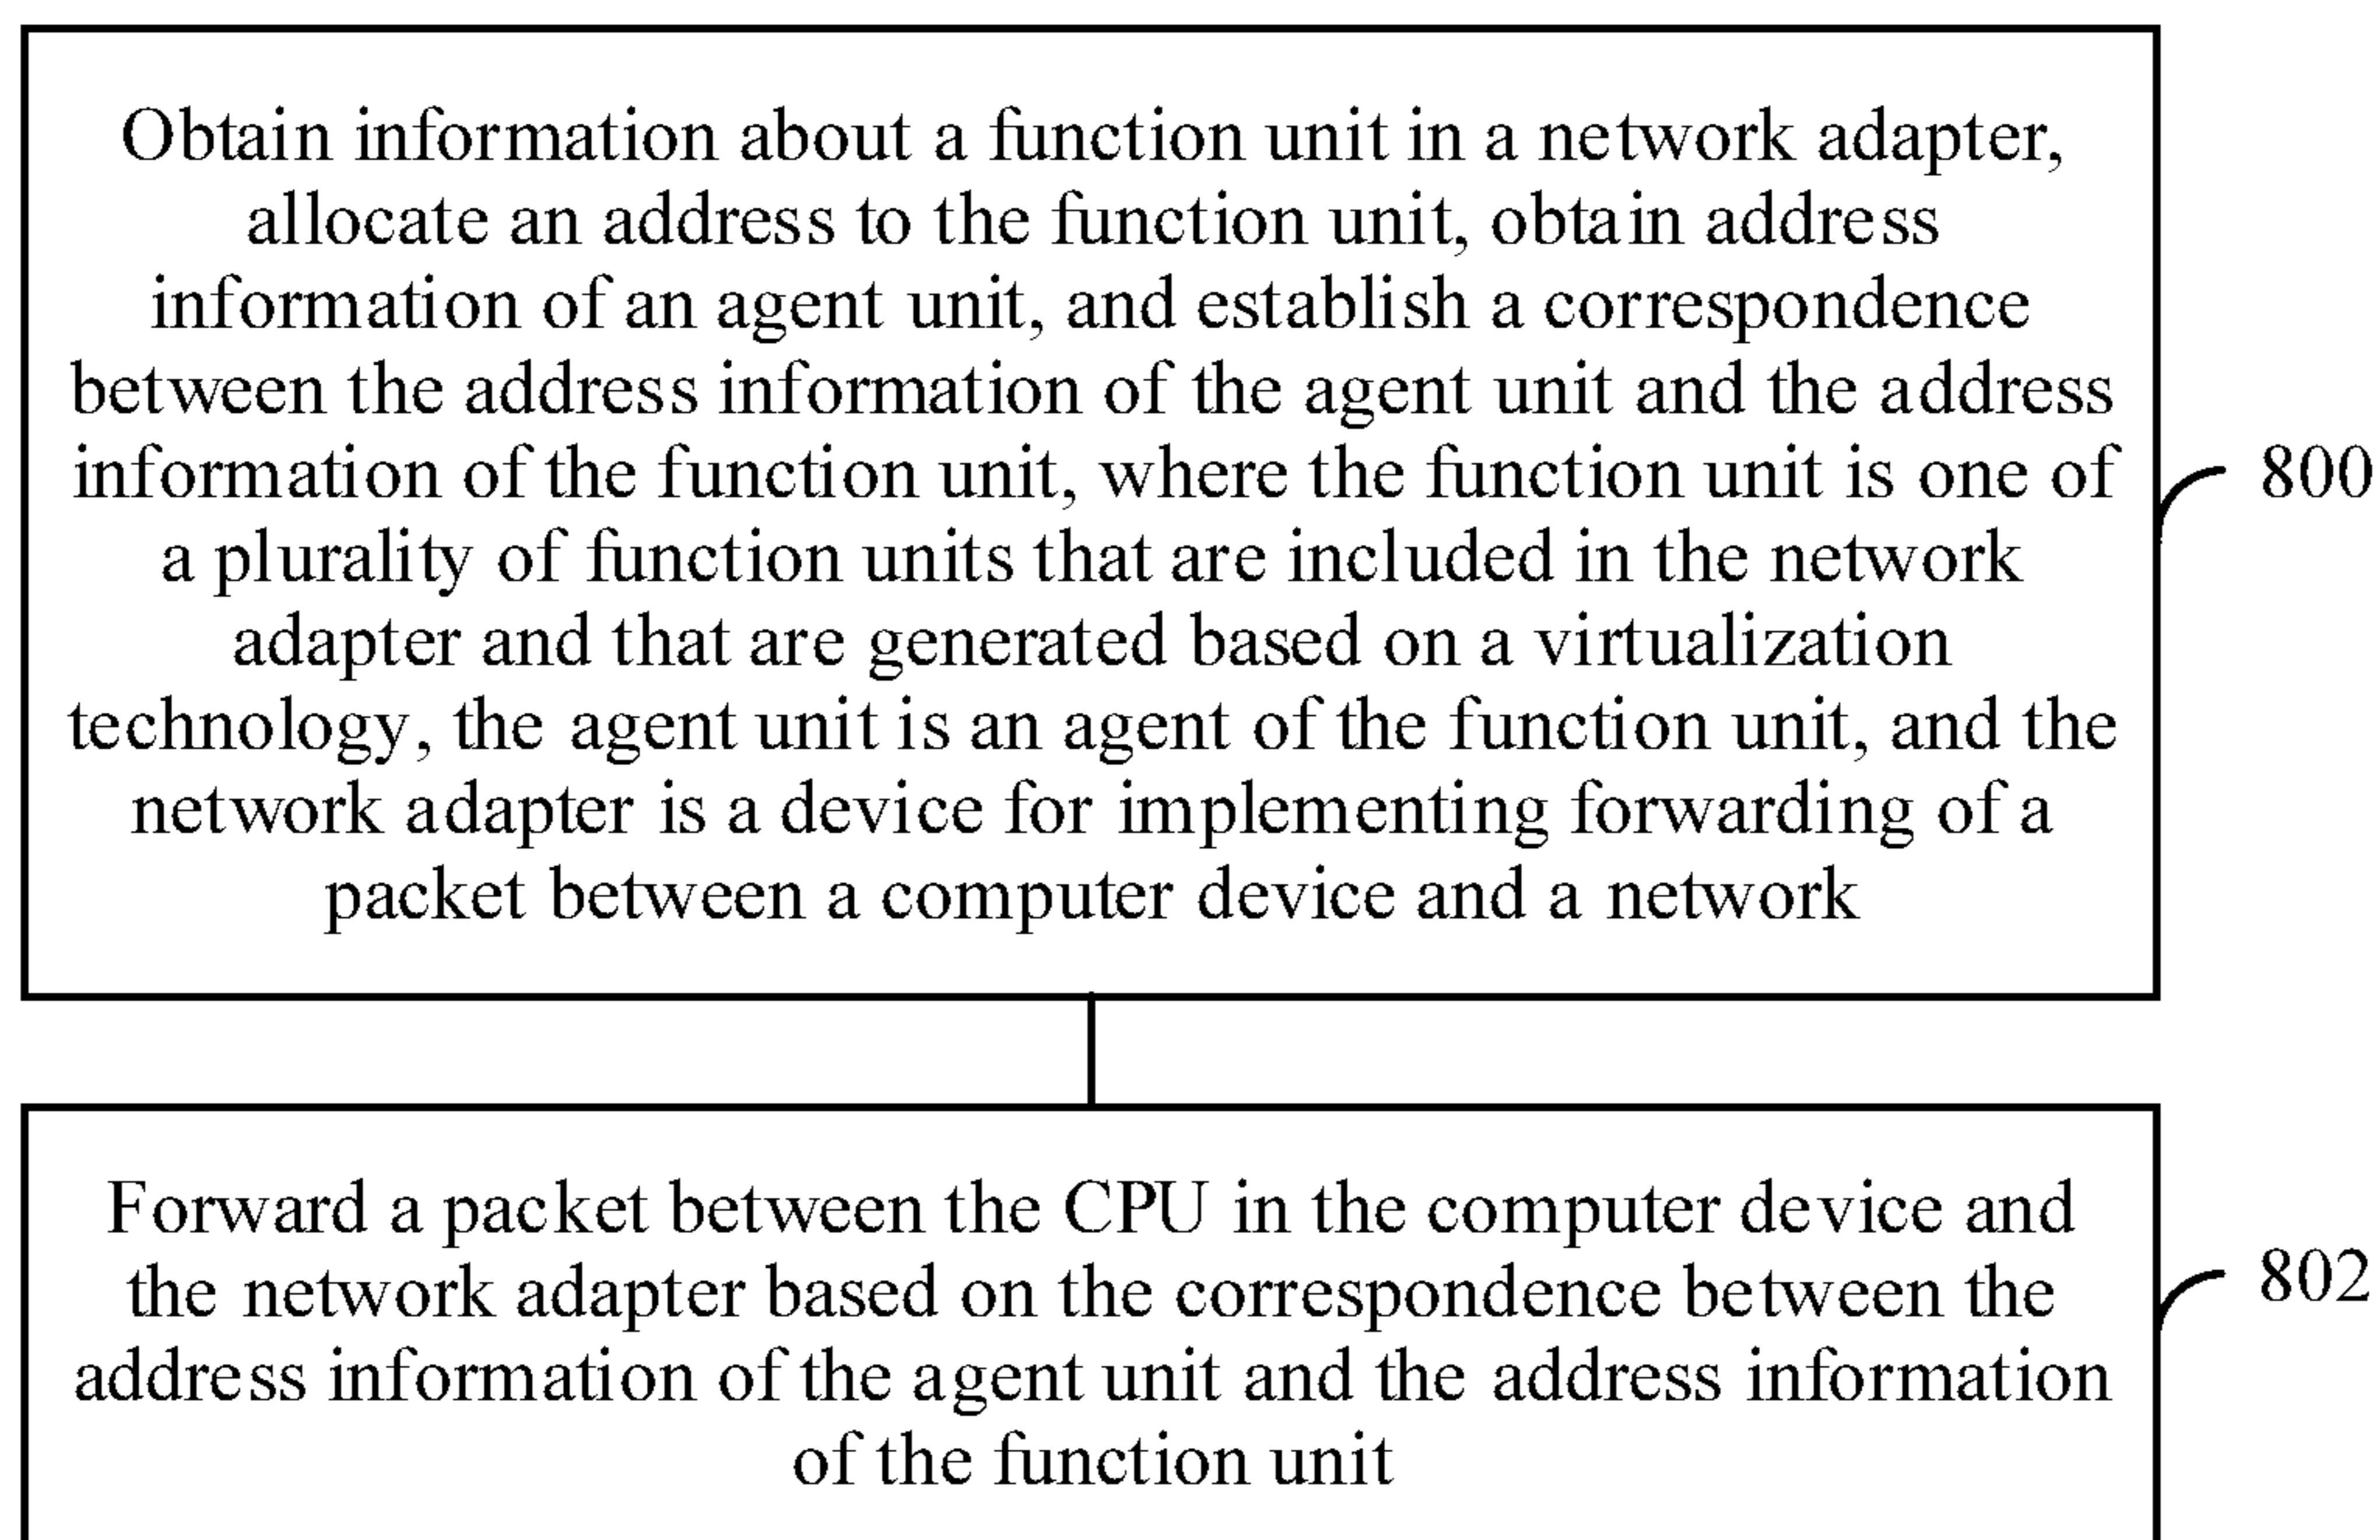 Obtain information about a function unit in a network adapter,
allocate an address to the function unit, obtain address
information of an agent unit, and establish a correspondence
between the address information of the agent unit and the address
information of the function unit, where the function unit is one of
a plurality of function units that are included in the network
adapter and that are generated based on a virtualization
technology, the agent unit is an agent of the function unit, and the
network adapter is a device for implementing forwarding of a
packet between a computer device and a network
800
Forward a packet between the CPU in the computer device and
the network adapter based on the correspondence between the
address information of the agent unit and the address information
of the function unit
802